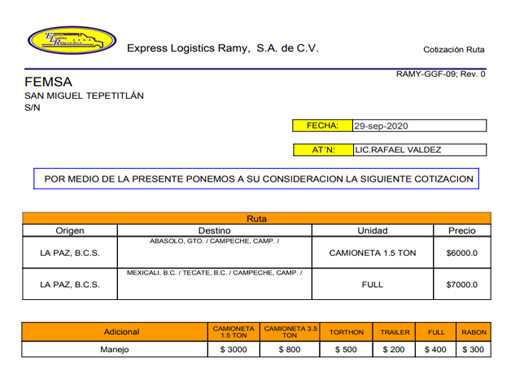 Express Logistics Ramy, S.A. de C.V.
Cotización Ruta
RAMY-GGF-09; Rev. 0
FEMSA
SAN MIGUEL TEPETITLÁN
S/N
FECHA: 29-sep-2020
AT´N: LIC.RAFAEL VALDEZ
POR MEDIO DE LA PRESENTE PONEMOS A SU CONSIDERACION LA SIGUIENTE COTIZACION
Ruta
Origen Destino Unidad Precio
ABASOLO, GTO. / CAMPECHE, CAMP. /
LA PAZ, B.C.S. CAMIONETA 1.5 TON $6000.0
MEXICALI, B.C. / TECATE, B.C. / CAMPECHE, CAMP. /
LA PAZ, B.C.S. FULL $7000.0
Adicional CAMIONETA 1.5 TON CAMIONETA 3.5 TON TORTHON TRAILER FULL RABON
Manejo $ 3000 $ 800 $ 500 $ 200 $ 400 $ 300